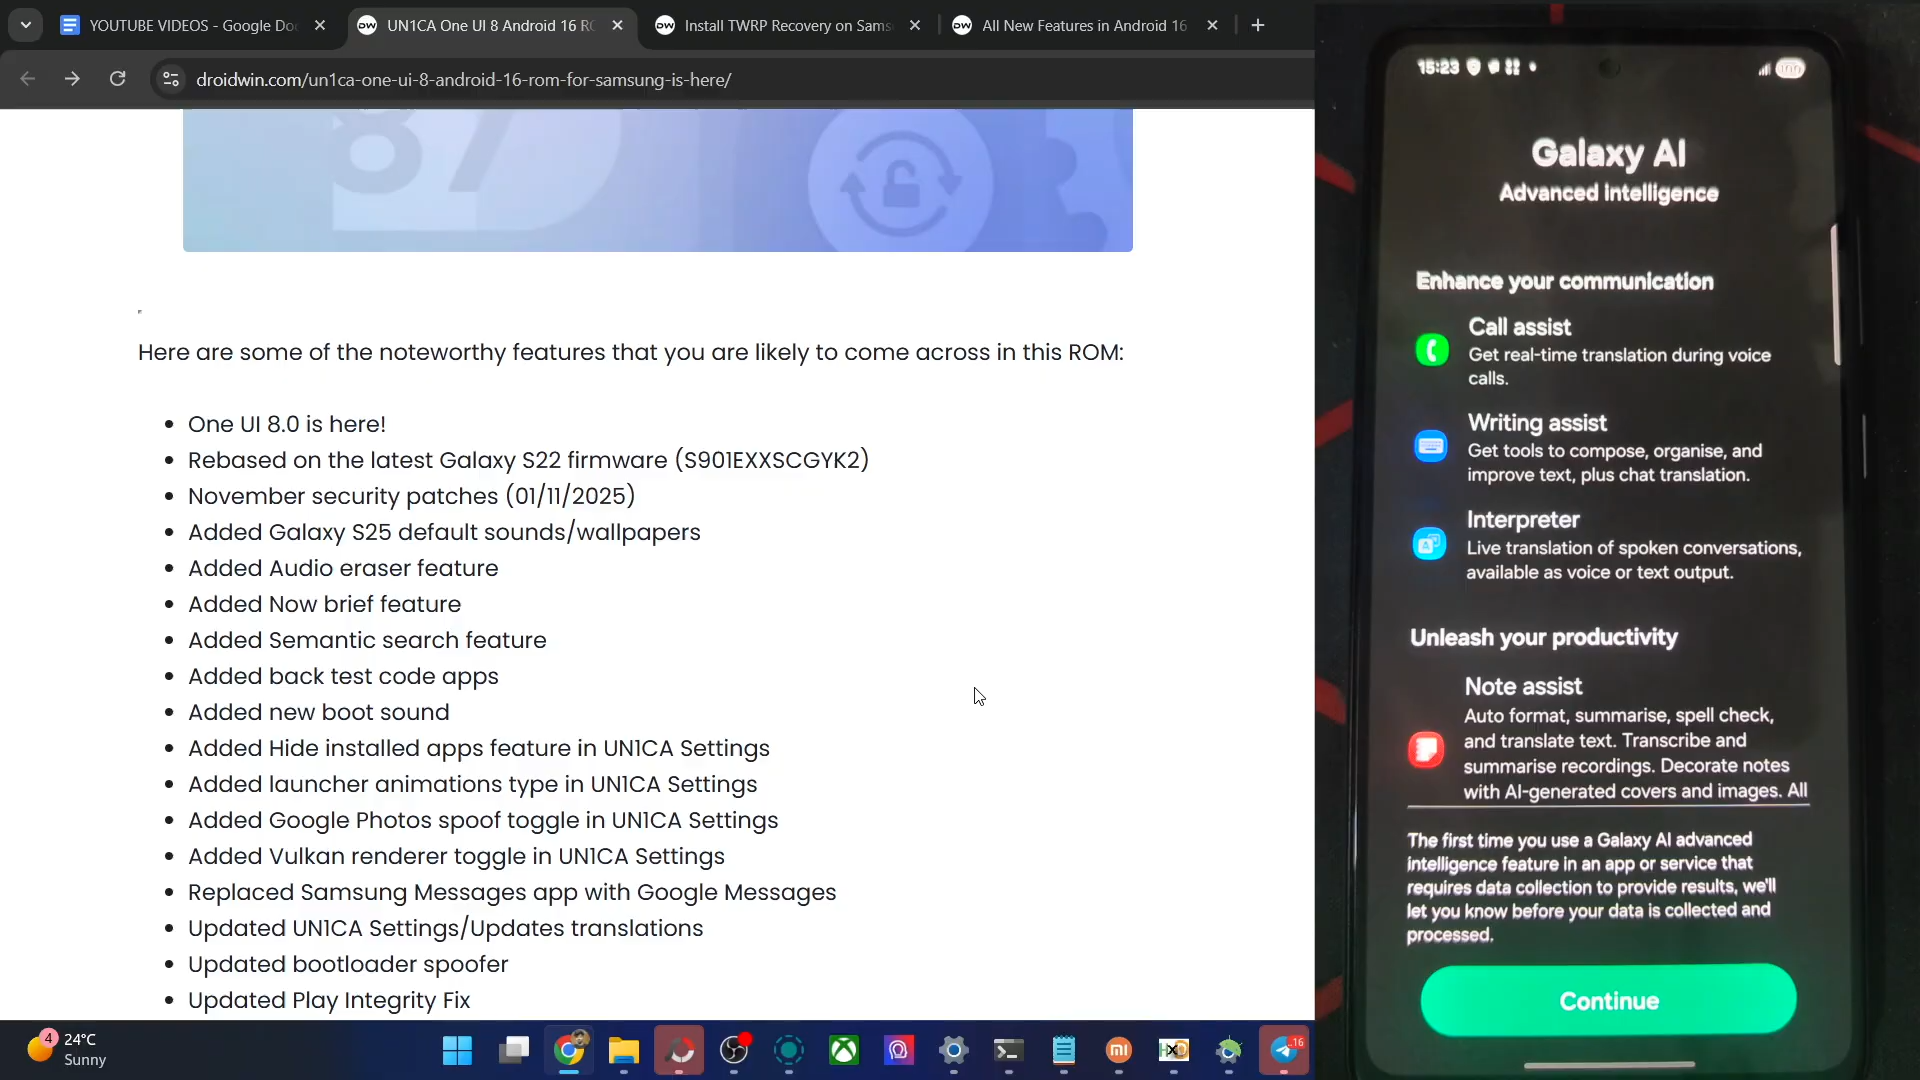 YOUTUBE VIDEOS - Google Do
UN1CA One UI 8 Android 16 RO
Install TWRP Recovery on Sams
All New Features in Android 16
droidwin.com/un1ca-one-ui-8-android-16-rom-for-samsung-is-here/
87
Here are some of the noteworthy features that you are likely to come across in this ROM:
One UI 8.0 is here!
Rebased on the latest Galaxy S22 firmware (S901EXXSCGYK2)
November security patches (01/11/2025)
Added Galaxy S25 default sounds/wallpapers
Added Audio eraser feature
Added Now brief feature
Added Semantic search feature
Added back test code apps
Added new boot sound
Added Hide installed apps feature in UN1CA Settings
Added launcher animations type in UN1CA Settings
Added Google Photos spoof toggle in UN1CA Settings
Added Vulkan renderer toggle in UN1CA Settings
Replaced Samsung Messages app with Google Messages
Updated UN1CA Settings/Updates translations
Updated bootloader spoofer
Updated Play Integrity Fix
4
24°C
Sunny
16
15:23
100
Galaxy AI
Advanced intelligence
Enhance your communication
Call assist
Get real-time translation during voice
calls.
Writing assist
Get tools to compose, organise, and
improve text, plus chat translation.
Interpreter
Live translation of spoken conversations,
available as voice or text output.
Unleash your productivity
Note assist
Auto format, summarise, spell check,
and translate text. Transcribe and
summarise recordings. Decorate notes
with AI-generated covers and images. All
The first time you use a Galaxy AI advanced
intelligence feature in an app or service that
requires data collection to provide results, we'll
let you know before your data is collected and
processed.
Continue